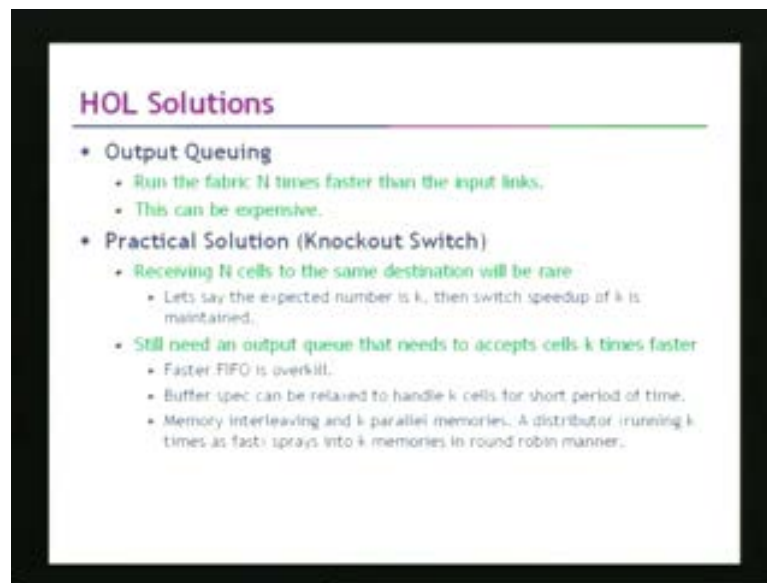 HOL Solutions
• Output Queuing
• Run the fabric N times faster than the input links.
• This can be expensive.
• Practical Solution (Knockout Switch)
• Receiving N cells to the same destination will be rare
• Lets say the expected number is k, then switch speedup of k is
maintained.
• Still need an output queue that needs to accepts cells k times faster
• Faster FIFO is overkill.
• Buffer spec can be relaxed to handle k cells for short period of time.
• Memory interleaving and k parallel memories. A distributor (running k
times as fast) sprays into k memories in round robin manner.